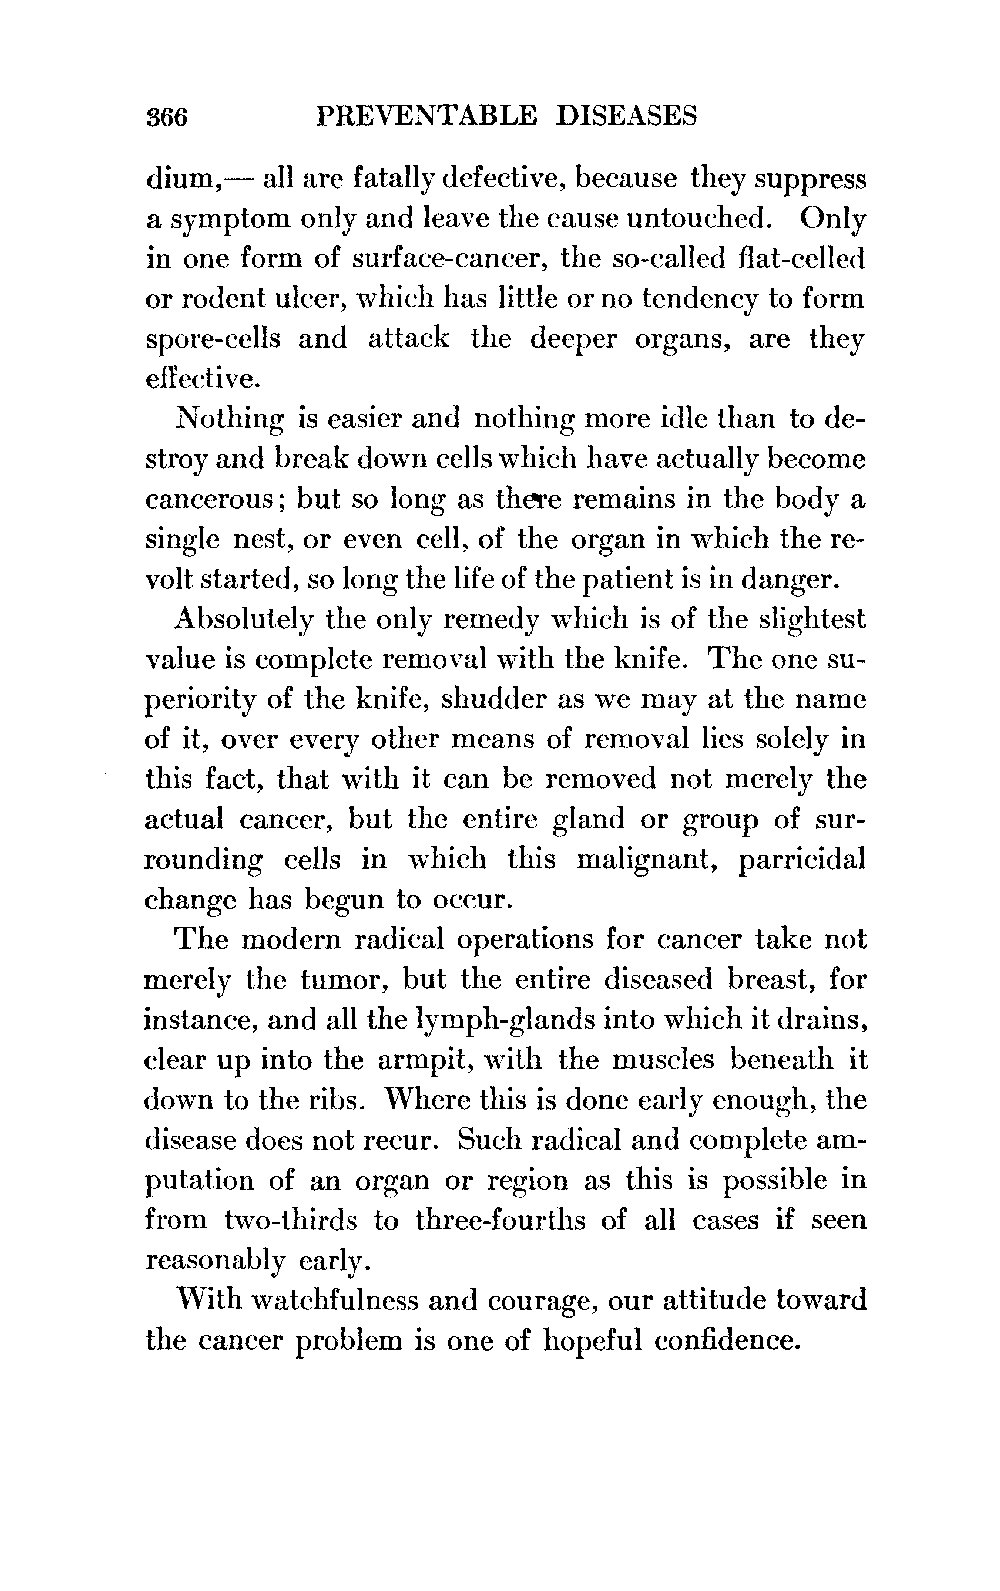 366 PREVENTABLE DISEASES
dium,— all are fatally defective, because they suppress
a symptom only and leave the cause untouched. Only
in one form of surface-cancer, the so-called flat-celled
or rodent ulcer, which has little or no tendency to form
spore-cells and attack the deeper organs, are they
effective.
Nothing is easier and nothing more idle than to de-
stroy and break down cells which have actually become
cancerous; but so long as there remains in the body a
single nest, or even cell, of the organ in which the re-
volt started, so long the life of the patient is in danger.
Absolutely the only remedy which is of the slightest
value is complete removal with the knife. The one su-
periority of the knife, shudder as we may at the name
of it, over every other means of removal lies solely in
this fact, that with it can be removed not merely the
actual cancer, but the entire gland or group of sur-
rounding cells in which this malignant, parricidal
change has begun to occur.
The modern radical operations for cancer take not
merely the tumor, but the entire diseased breast, for
instance, and all the lymph-glands into which it drains,
clear up into the armpit, with the muscles beneath it
down to the ribs. Where this is done early enough, the
disease does not recur. Such radical and complete am-
putation of an organ or region as this is possible in
from two-thirds to three-fourths of all cases if seen
reasonably early.
With watchfulness and courage, our attitude toward
the cancer problem is one of hopeful confidence.